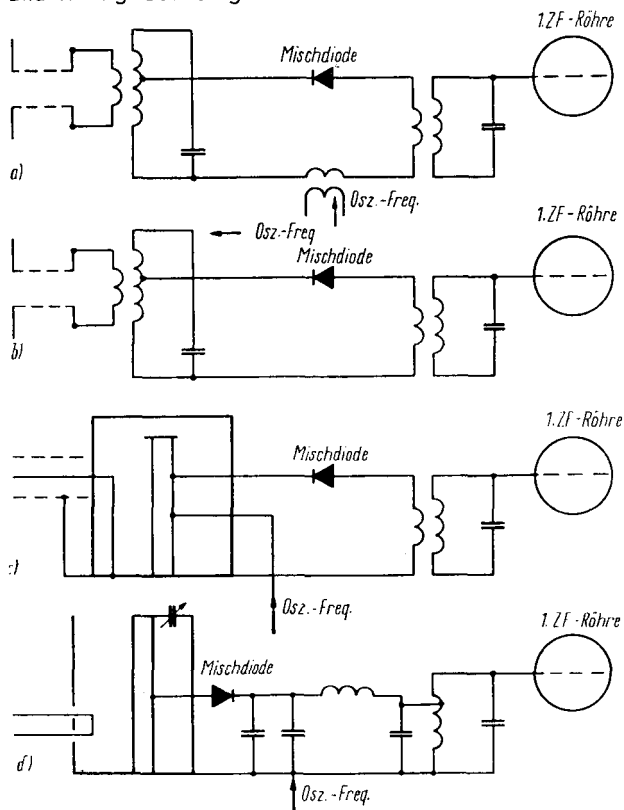 1.ZF-Röhre
Mischdiode
a)
Osz.-Freq.
1.ZF-Röhre
Osz.-Freq
Mischdiode
b)
1.ZF-Röhre
Mischdiode
c)
Osz.-Freq.
1.ZF-Röhre
Mischdiode
d)
Osz.-Freq.